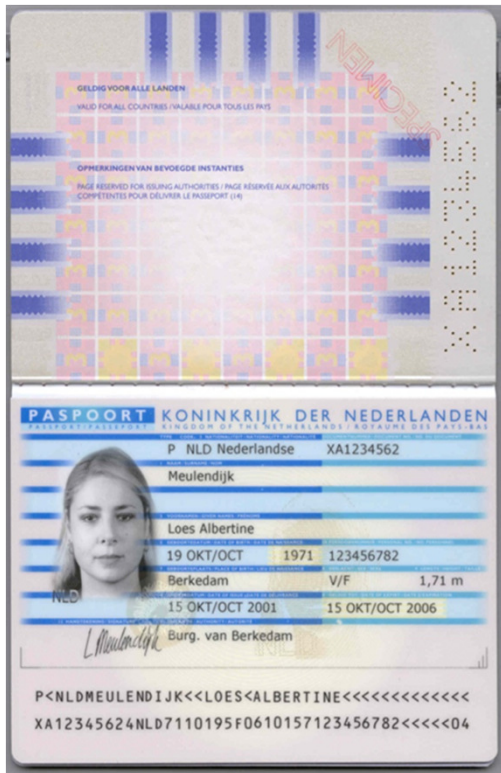 SPECIMEN
GELDIG VOOR ALLE LANDEN
VALID FOR ALL COUNTRIES / VALABLE POUR TOUS LES PAYS
XA1234562
OPMERKINGEN VAN BEVOEGDE INSTANTIES
PAGE RESERVED FOR ISSUING AUTHORITIES / PAGE RÉSERVÉE AUX AUTORITÉS
COMPÉTENTES POUR DÉLIVRER LE PASSEPORT (14)
PASPOORT KONINKRIJK DER NEDERLANDEN
PASSPORT/PASSEPORT KINGDOM OF THE NETHERLANDS / ROYAUME DES PAYS-BAS
P NLD Nederlandse XA1234562
Meulendijk
Loes Albertine
19 OKT/OCT 1971 123456782
Berkedam V/F 1,71 m
NLD
15 OKT/OCT 2001 15 OKT/OCT 2006
L Meulendijk Burg. van Berkedam
P<NLDMEULENDIJK<<LOES<ALBERTINE<<<<<<<<<<<<<
XA12345624NLD7110195F0610157123456782<<<<<04